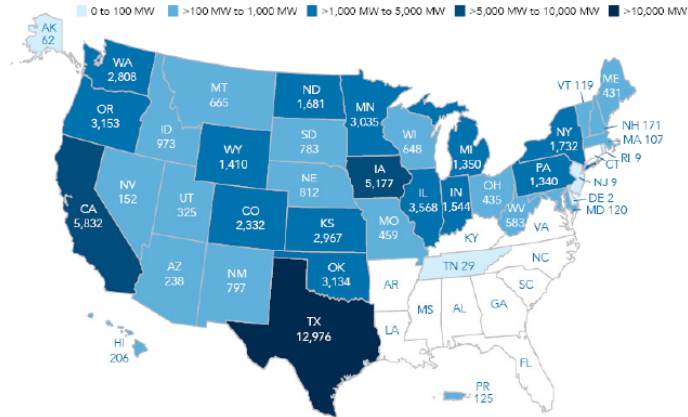 0 to 100 MW
>100 MW to 1,000 MW
>1,000 MW to 5,000 MW
>5,000 MW to 10,000 MW
>10,000 MW
AK
62
WA
2,808
OR
3,153
CA
5,832
ID
973
NV
152
MT
665
WY
1,410
UT
325
AZ
238
CO
2,332
NM
797
ND
1,681
SD
783
NE
812
KS
2,967
OK
3,134
TX
12,976
MN
3,035
IA
5,177
MO
459
WI
648
IL
3,568
MI
1,350
IN
1,544
OH
435
WV
583
PA
1,340
NY
1,732
VT 119
ME
431
NH 171
MA 107
RI 9
CT
NJ 9
DE 2
MD 120
KY
VA
TN 29
NC
SC
AR
MS
AL
GA
LA
FL
HI
206
PR
125